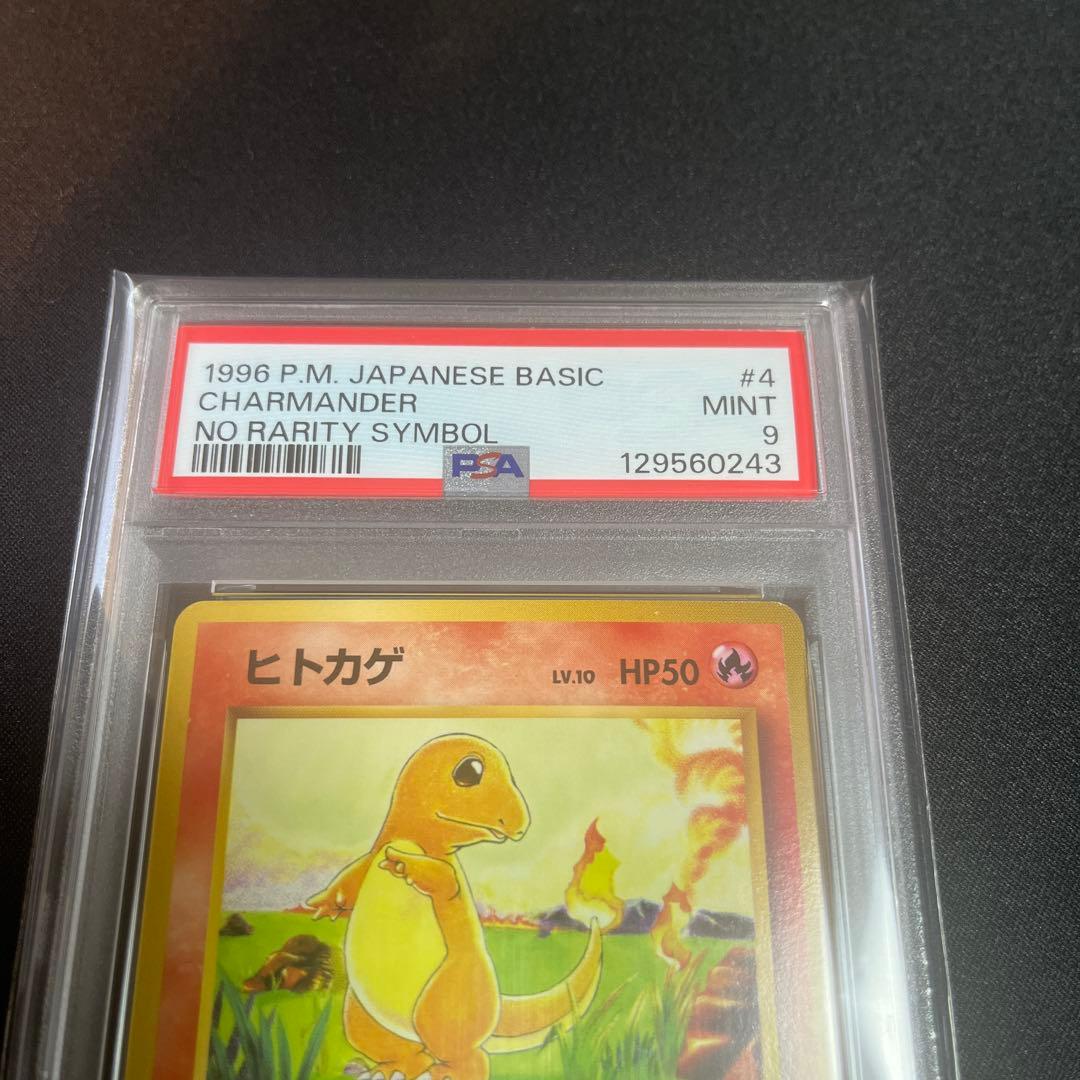 1996 P.M. JAPANESE BASIC #4
CHARMANDER MINT
NO RARITY SYMBOL 9
PSA 129560243
ヒトカゲ LV.10 HP50